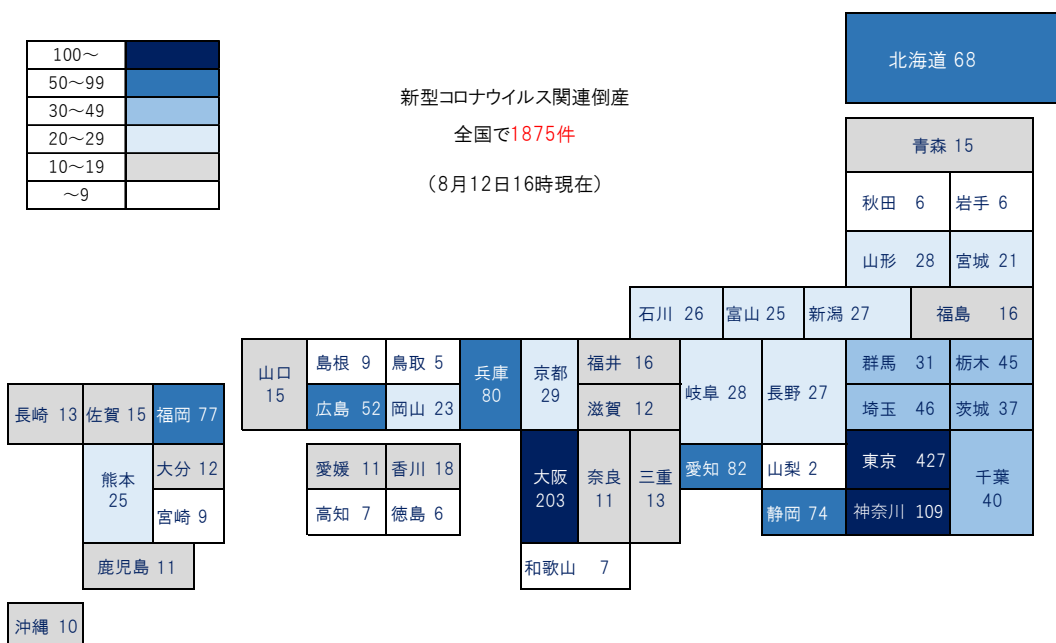 100～
50～99
30～49
20～29
10～19
～9
新型コロナウイルス関連倒産
全国で1875件
（8月12日16時現在）
北海道 68
青森 15
秋田 6
岩手 6
山形 28
宮城 21
石川 26
富山 25
新潟 27
福島 16
山口
15
島根 9
鳥取 5
兵庫
80
京都
29
福井 16
岐阜 28
長野 27
群馬 31
栃木 45
広島 52
岡山 23
滋賀 12
埼玉 46
茨城 37
長崎 13
佐賀 15
福岡 77
熊本
25
大分 12
宮崎 9
鹿児島 11
沖縄 10
愛媛 11
香川 18
高知 7
徳島 6
大阪
203
奈良
11
三重
13
愛知 82
山梨 2
東京 427
千葉
40
静岡 74
神奈川 109
和歌山 7